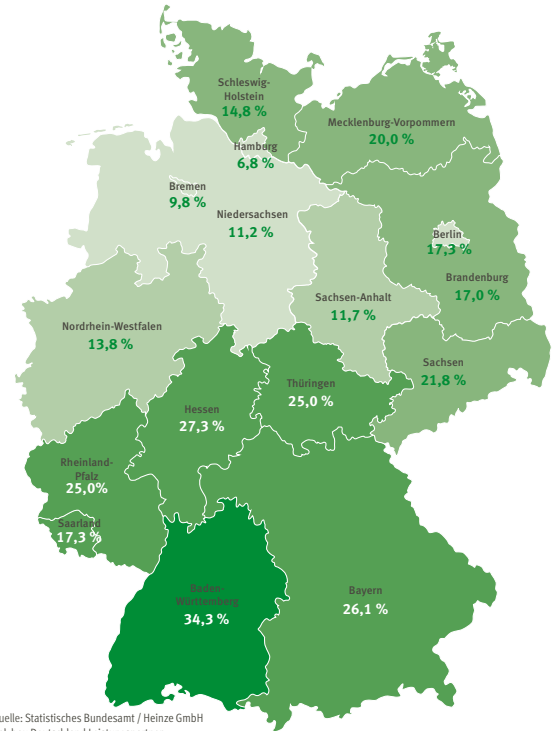 Schleswig-
Holstein
14,8 %
Mecklenburg-Vorpommern
20,0 %
Hamburg
6,8 %
Bremen
9,8 %
Niedersachsen
11,2 %
Berlin
17,3 %
Brandenburg
17,0 %
Sachsen-Anhalt
11,7 %
Nordrhein-Westfalen
13,8 %
Sachsen
21,8 %
Thüringen
25,0 %
Hessen
27,3 %
Rheinland-
Pfalz
25,0%
Saarland
17,3 %
Baden-
Württemberg
34,3 %
Bayern
26,1 %
uelle: Statistisches Bundesamt / Heinze GmbH